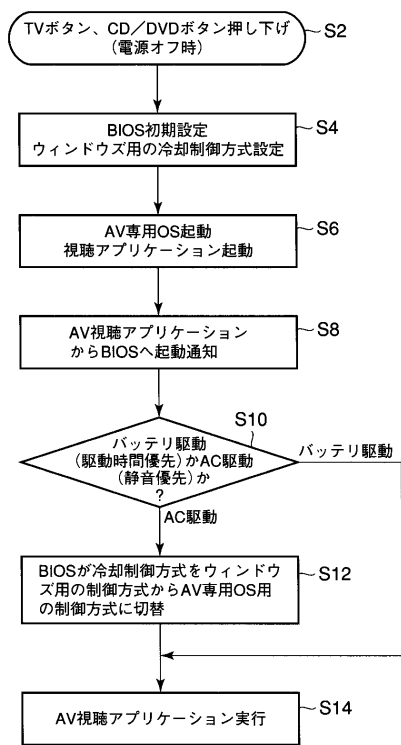 TVボタン、CD／DVDボタン押し下げ
（電源オフ時）
S2
BIOS初期設定
ウィンドウズ用の冷却制御方式設定
S4
AV専用OS起動
視聴アプリケーション起動
S6
AV視聴アプリケーション
からBIOSへ起動通知
S8
S10
バッテリ駆動
（駆動時間優先）かAC駆動
（静音優先）か
?
バッテリ駆動
AC駆動
BIOSが冷却制御方式をウィンドウ
ズ用の制御方式からAV専用OS用
の制御方式に切替
S12
AV視聴アプリケーション実行
S14